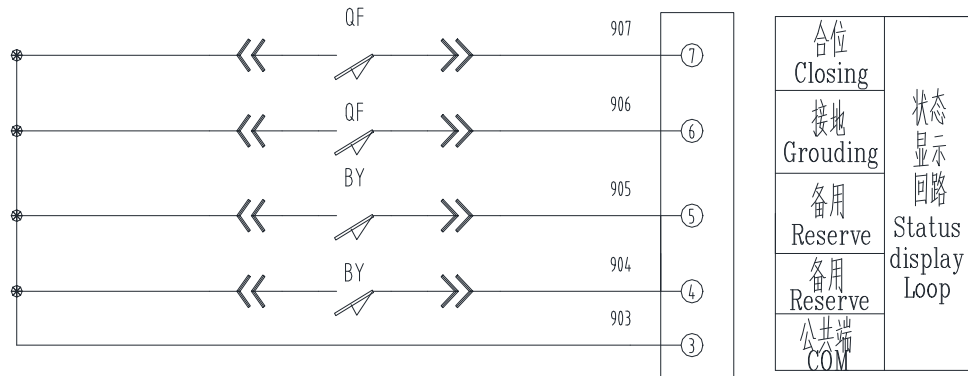 QF
907
7
QF
906
6
BY
905
5
BY
904
4
903
3
合位
Closing
接地
Grouding
备用
Reserve
备用
Reserve
公共端
COM
状态
显示
回路
Status
display
Loop